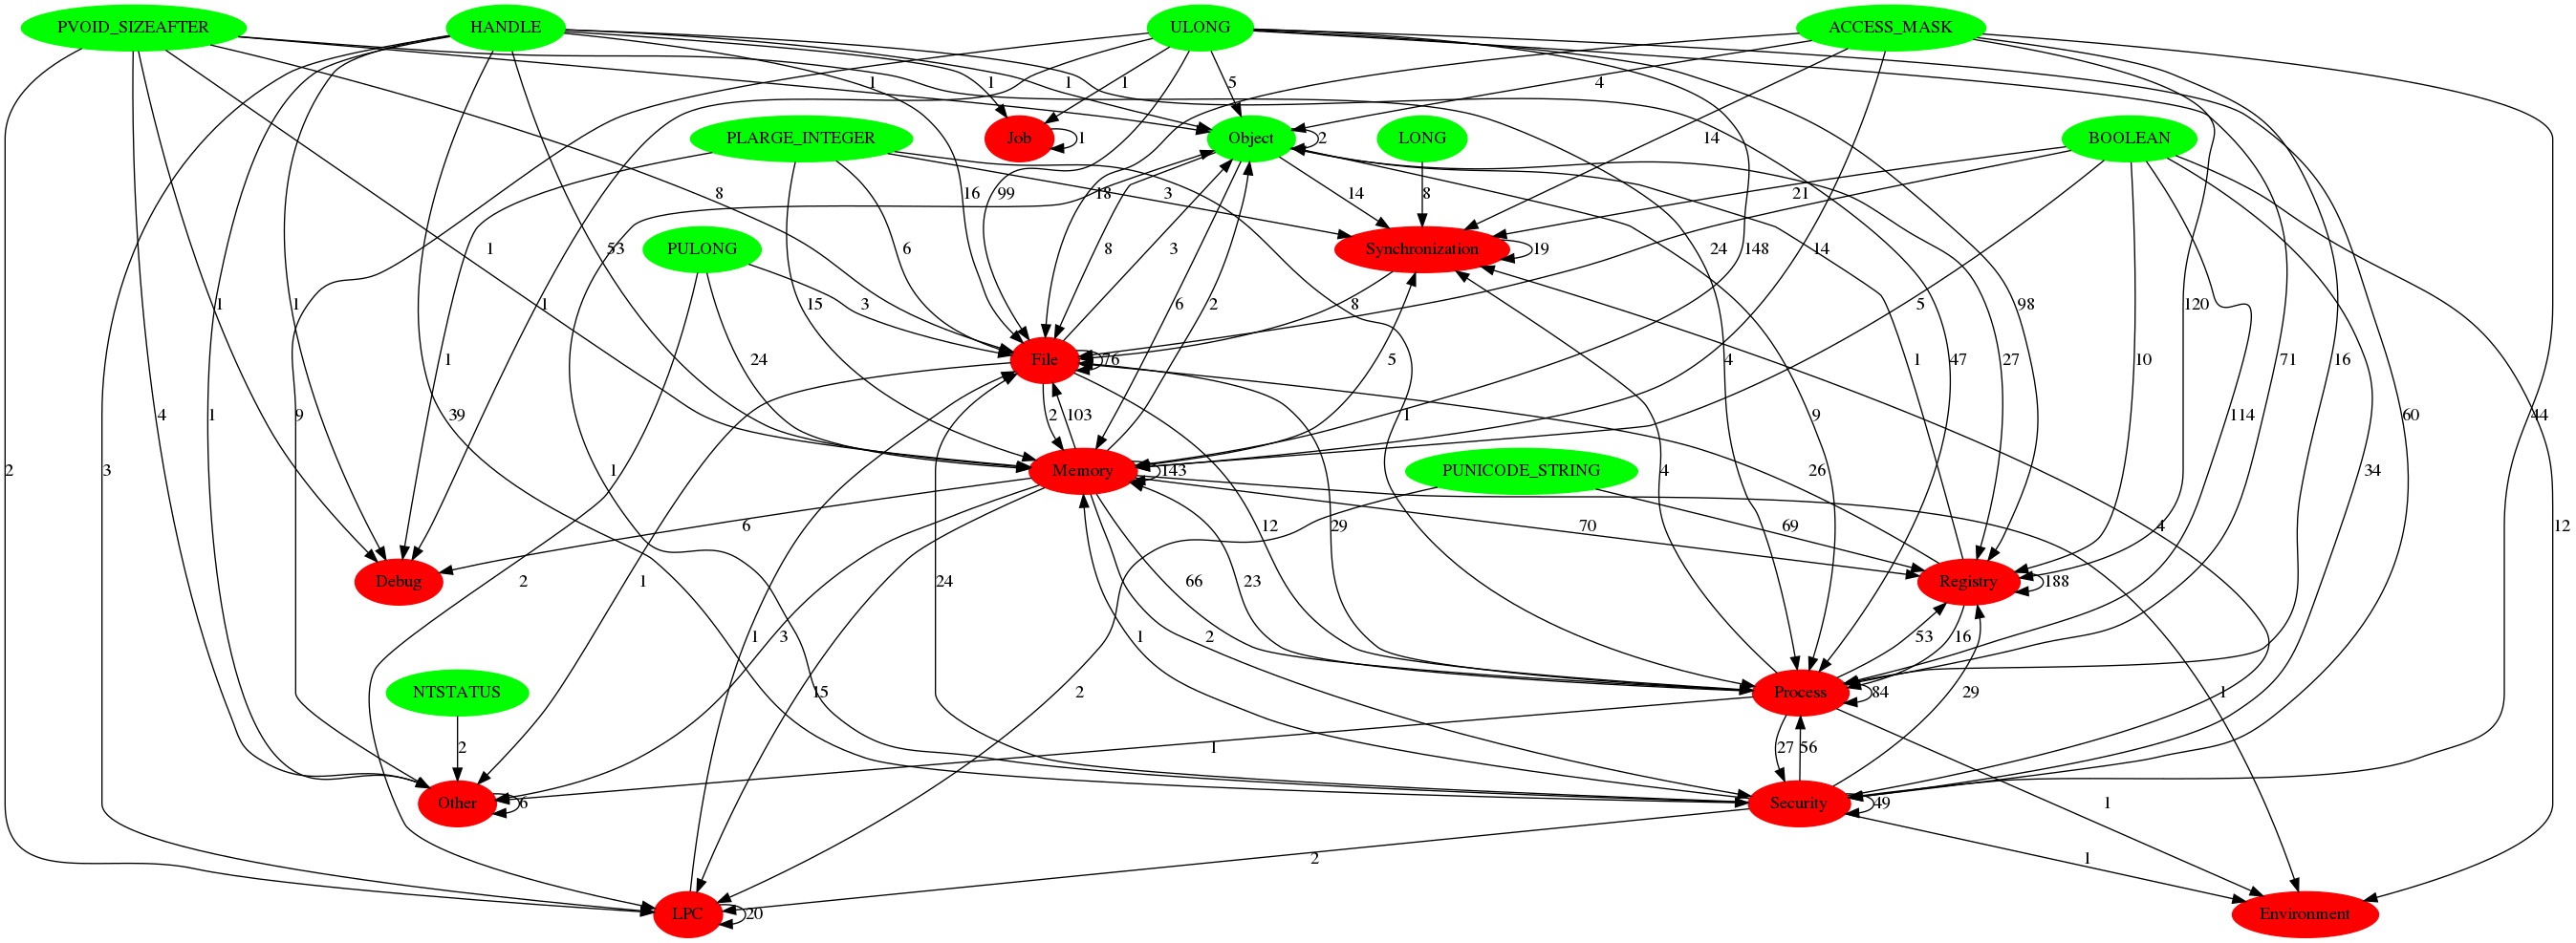 PVOID_SIZEAFTER HANDLE ULONG ACCESS_MASK
1 1 1 1 5 4
PLARGE_INTEGER Job 1 Object 2 LONG 14 BOOLEAN
8 16 99 18 3 14 8 21
PULONG 1 53 6 8 3 Synchronization 19 24 148 14
1 1 1 15 3 6 2 8 98 120 5
1 24 File 76 5 4 1 47 27 10 71 16
4 1 9 39 2 103 1 9 114 60 44
2 3 1 1 Memory 143 PUNICODE_STRING 4 26 34
6 70 69 4 12
Debug 2 1 24 29 12 66 23 Registry 188
1 3 1 2 53 16
NTSTATUS 15 2 29 Process 84 1
2 1 27 56
Other 6 Security 49 1
2 1
LPC 20 Environment